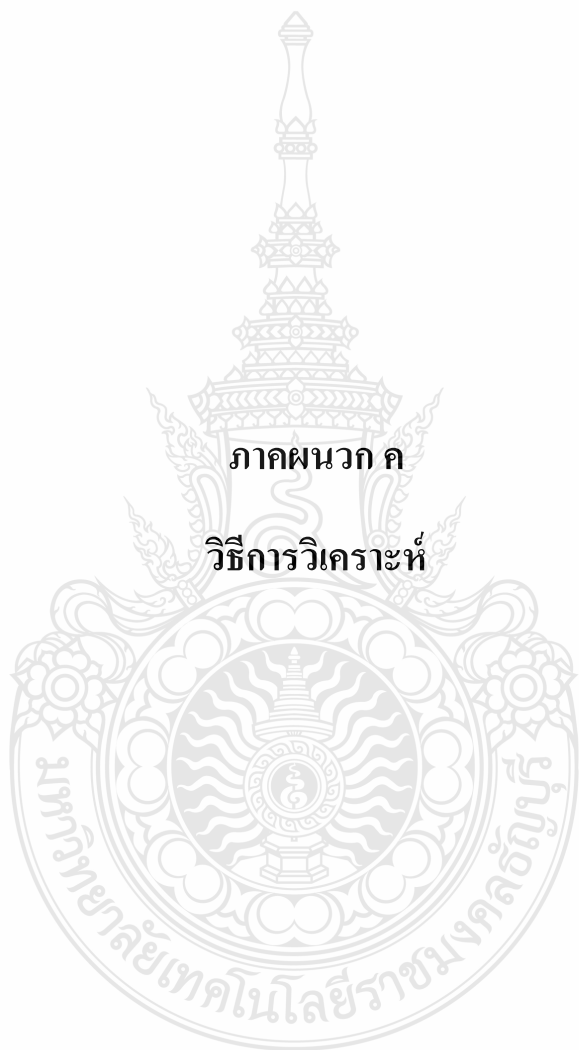 ภาคผนวก ค
วิธีการวิเคราะห์
มหาวิทยาลัยเทคโนโลยีราชมงคลธัญบุรี